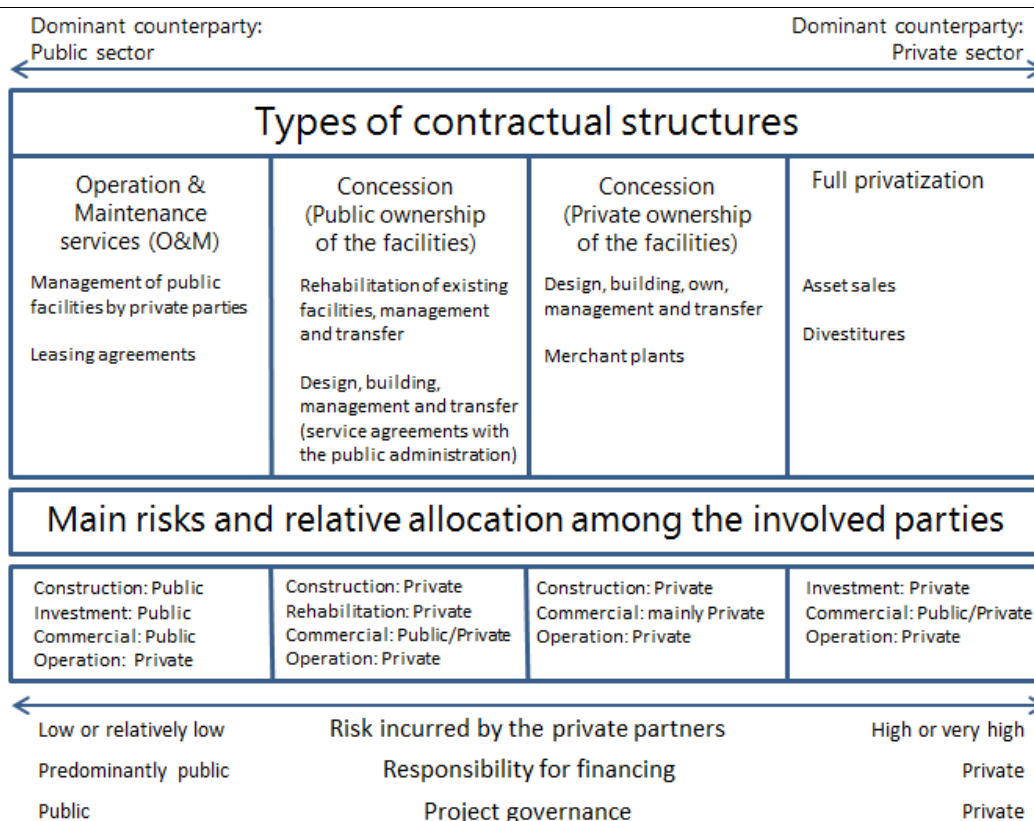 Dominant counterparty:
Public sector
Dominant counterparty:
Private sector
Types of contractual structures
Operation &
Maintenance
services (O&M)
Management of public
facilities by private parties
Leasing agreements
Concession
(Public ownership
of the facilities)
Rehabilitation of existing
facilities, management
and transfer
Design, building,
management and transfer
(service agreements with
the public administration)
Concession
(Private ownership
of the facilities)
Design, building, own,
management and transfer
Merchant plants
Full privatization
Asset sales
Divestitures
Main risks and relative allocation among the involved parties
Construction: Public
Investment: Public
Commercial: Public
Operation: Private
Construction: Private
Rehabilitation: Private
Commercial: Public/Private
Operation: Private
Construction: Private
Commercial: mainly Private
Operation: Private
Investment: Private
Commercial: Public/Private
Operation: Private
Low or relatively low
Risk incurred by the private partners
High or very high
Predominantly public
Responsibility for financing
Private
Public
Project governance
Private